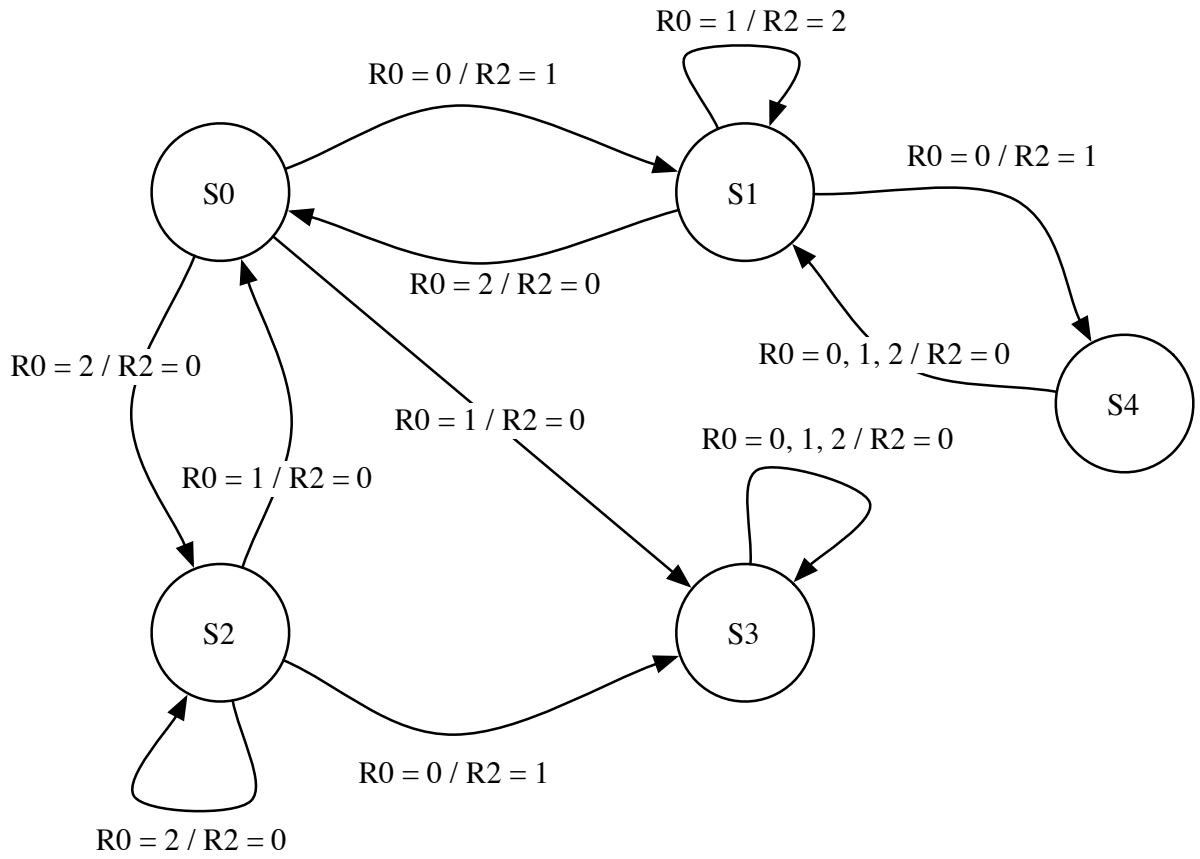 R0 = 1 / R2 = 2
R0 = 0 / R2 = 1
R0 = 0 / R2 = 1
S0
S1
R0 = 2 / R2 = 0
R0 = 0, 1, 2 / R2 = 0
R0 = 2 / R2 = 0
S4
R0 = 1 / R2 = 0
R0 = 0, 1, 2 / R2 = 0
R0 = 1 / R2 = 0
S2
S3
R0 = 0 / R2 = 1
R0 = 2 / R2 = 0